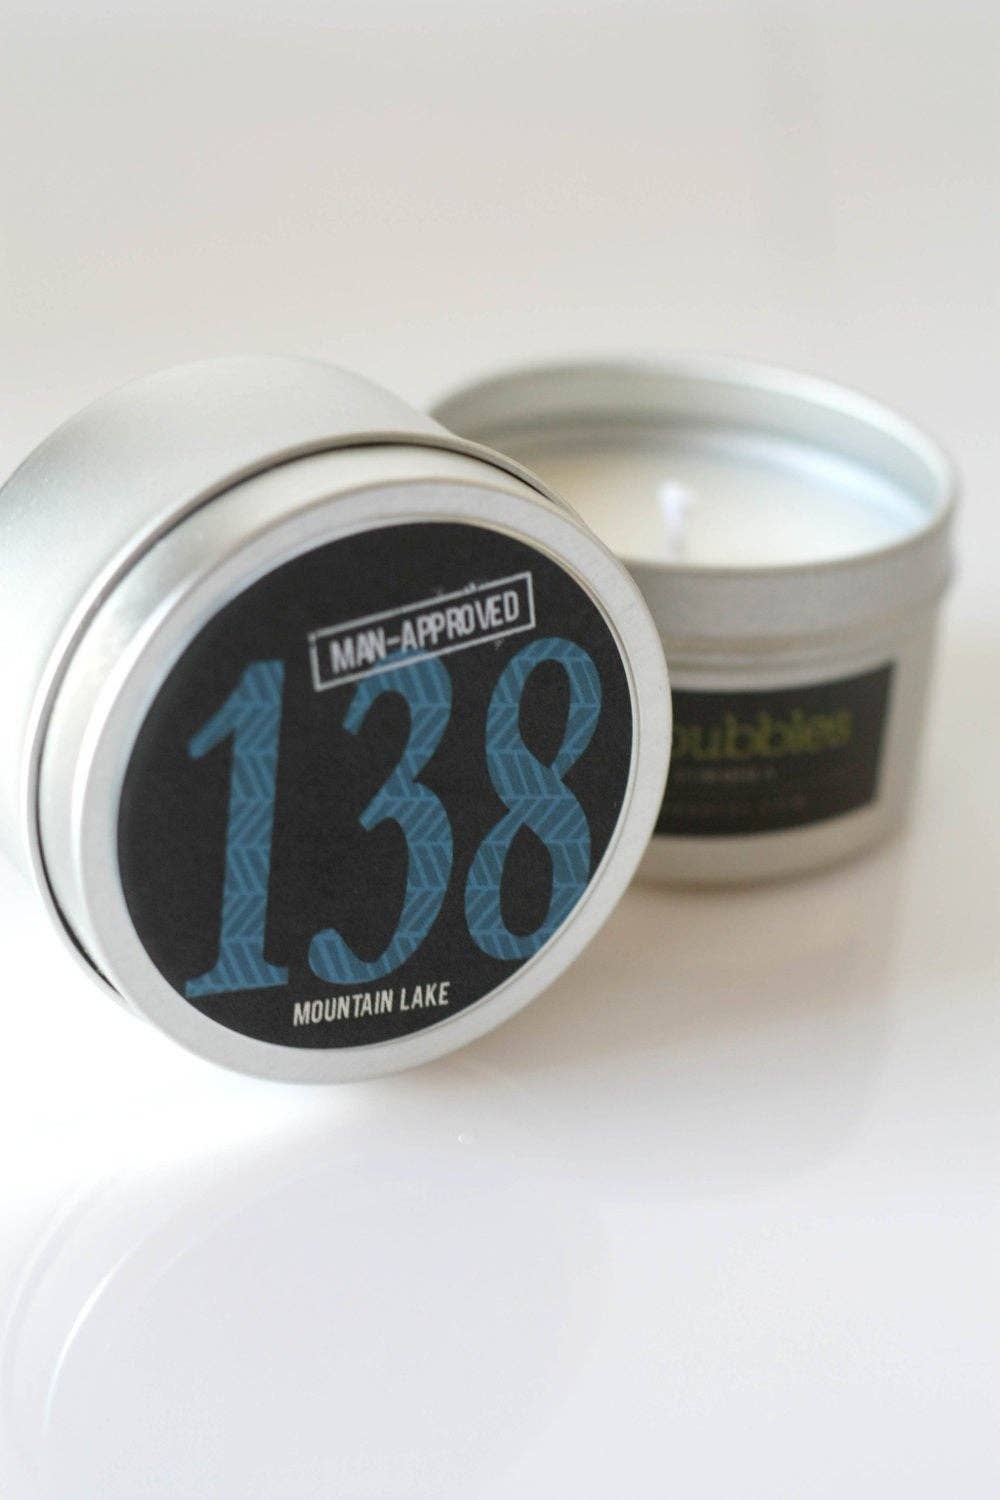 MAN-APPROVED
138
MOUNTAIN LAKE
bubbles